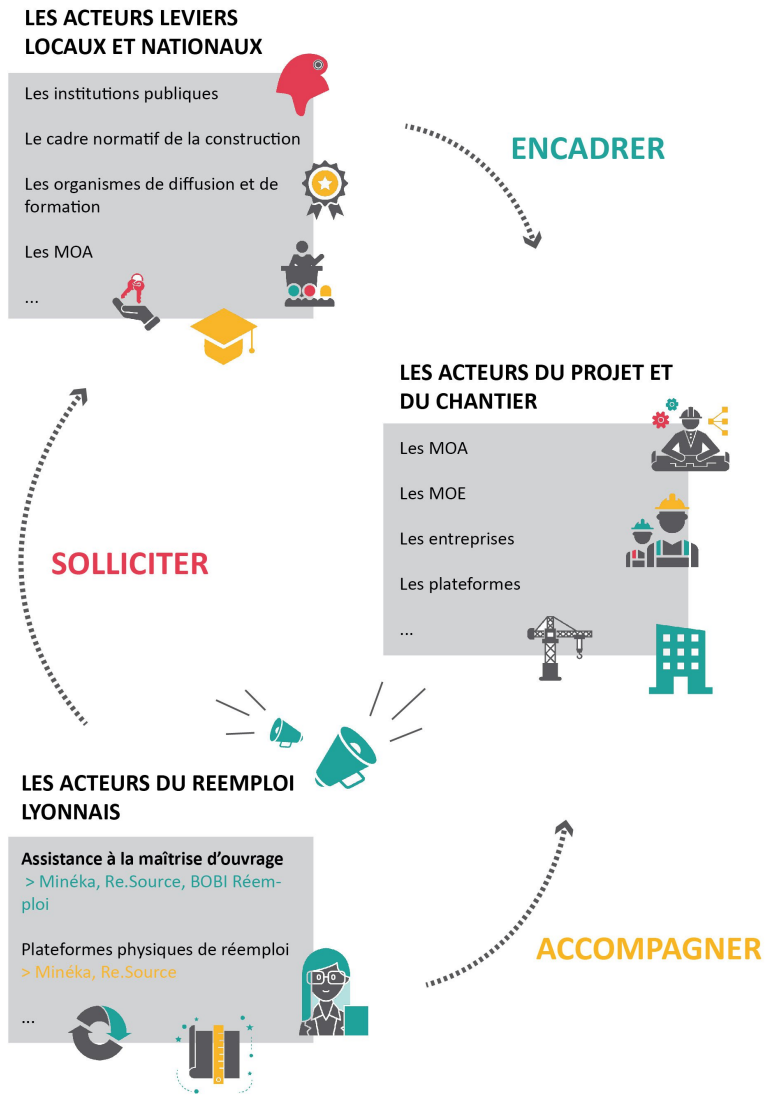 LES ACTEURS LEVIERS
LOCAUX ET NATIONAUX
Les institutions publiques
Le cadre normatif de la construction
Les organismes de diffusion et de
formation
Les MOA
...
ENCADRER
LES ACTEURS DU PROJET ET
DU CHANTIER
Les MOA
Les MOE
Les entreprises
Les plateformes
...
SOLLICITER
LES ACTEURS DU REEMPLOI
LYONNAIS
Assistance à la maîtrise d’ouvrage
> Minéka, Re.Source, BOBI Réem-
ploi
Plateformes physiques de réemploi
> Minéka, Re.Source
...
ACCOMPAGNER